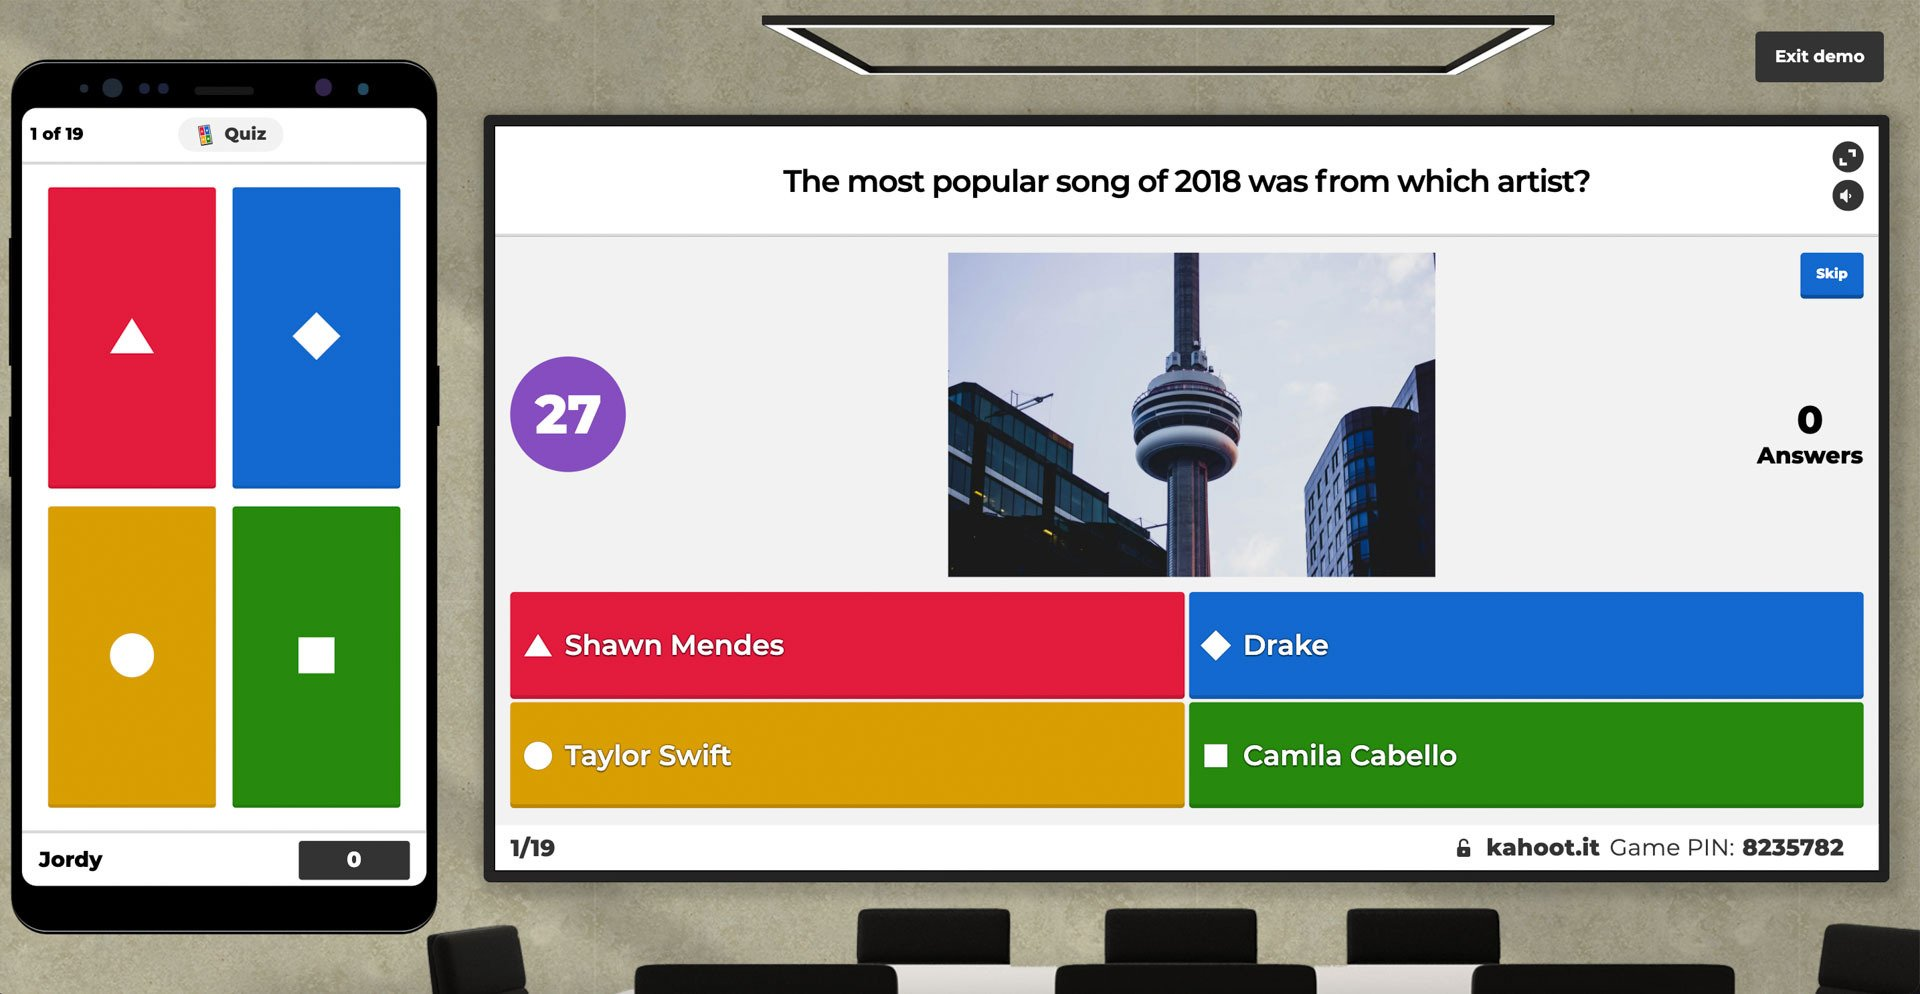 Exit demo
1 of 19
Quiz
Jordy
0
The most popular song of 2018 was from which artist?
Skip
27
0
Answers
Shawn Mendes
Drake
Taylor Swift
Camila Cabello
1/19
kahoot.it Game PIN: 8235782